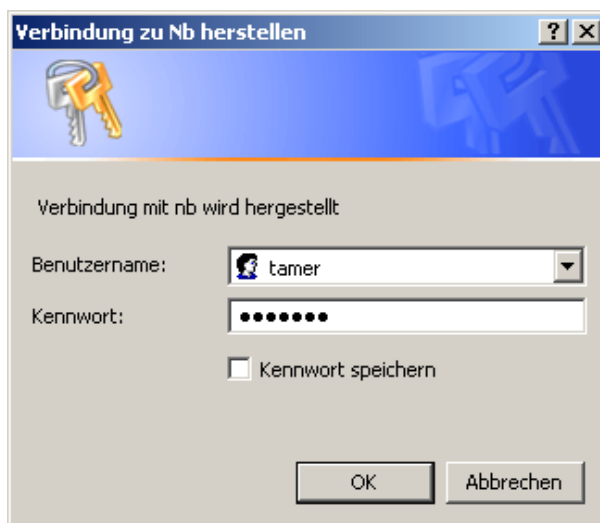 Verbindung zu Nb herstellen
Verbindung mit nb wird hergestellt
Benutzername: tamer
Kennwort: ●●●●●●●
Kennwort speichern
OK Abbrechen